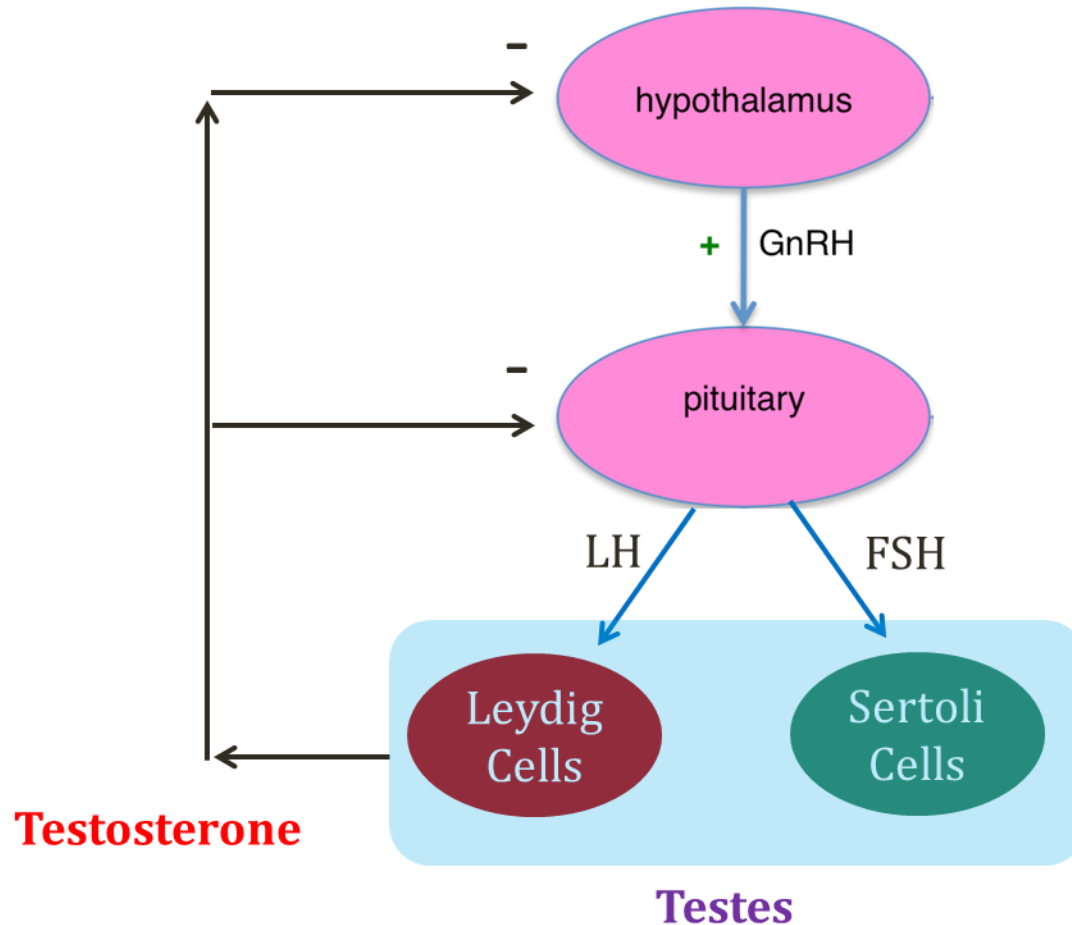 -
hypothalamus
+ GnRH
-
pituitary
LH
FSH
Leydig
Cells
Sertoli
Cells
Testosterone
Testes